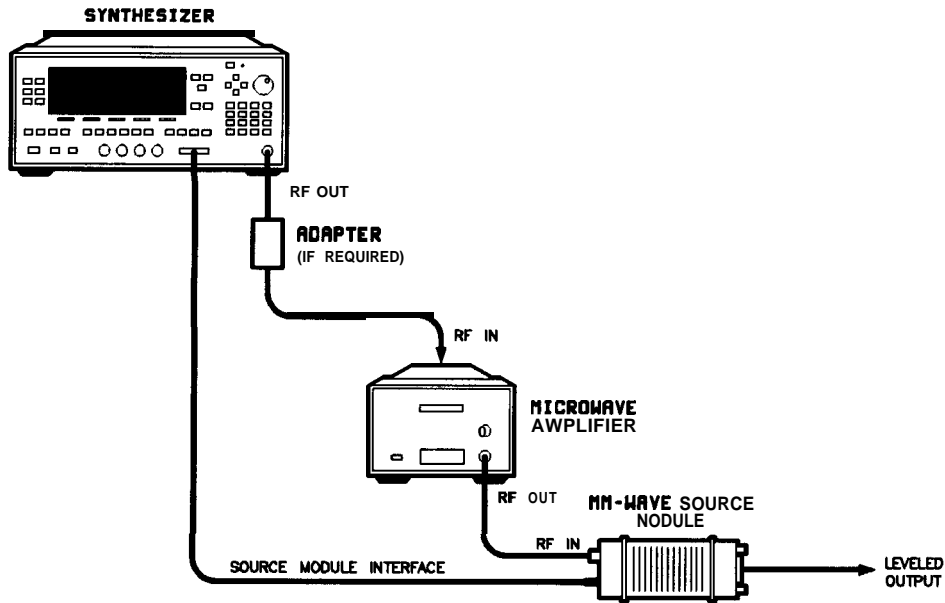 SYNTHESIZER
RF OUT
ADAPTER
(IF REQUIRED)
RF IN
MICROWAVE
AWPLIFIER
RF OUT
MM-WAVE SOURCE
NODULE
RF IN
SOURCE MODULE INTERFACE
LEVELED
OUTPUT